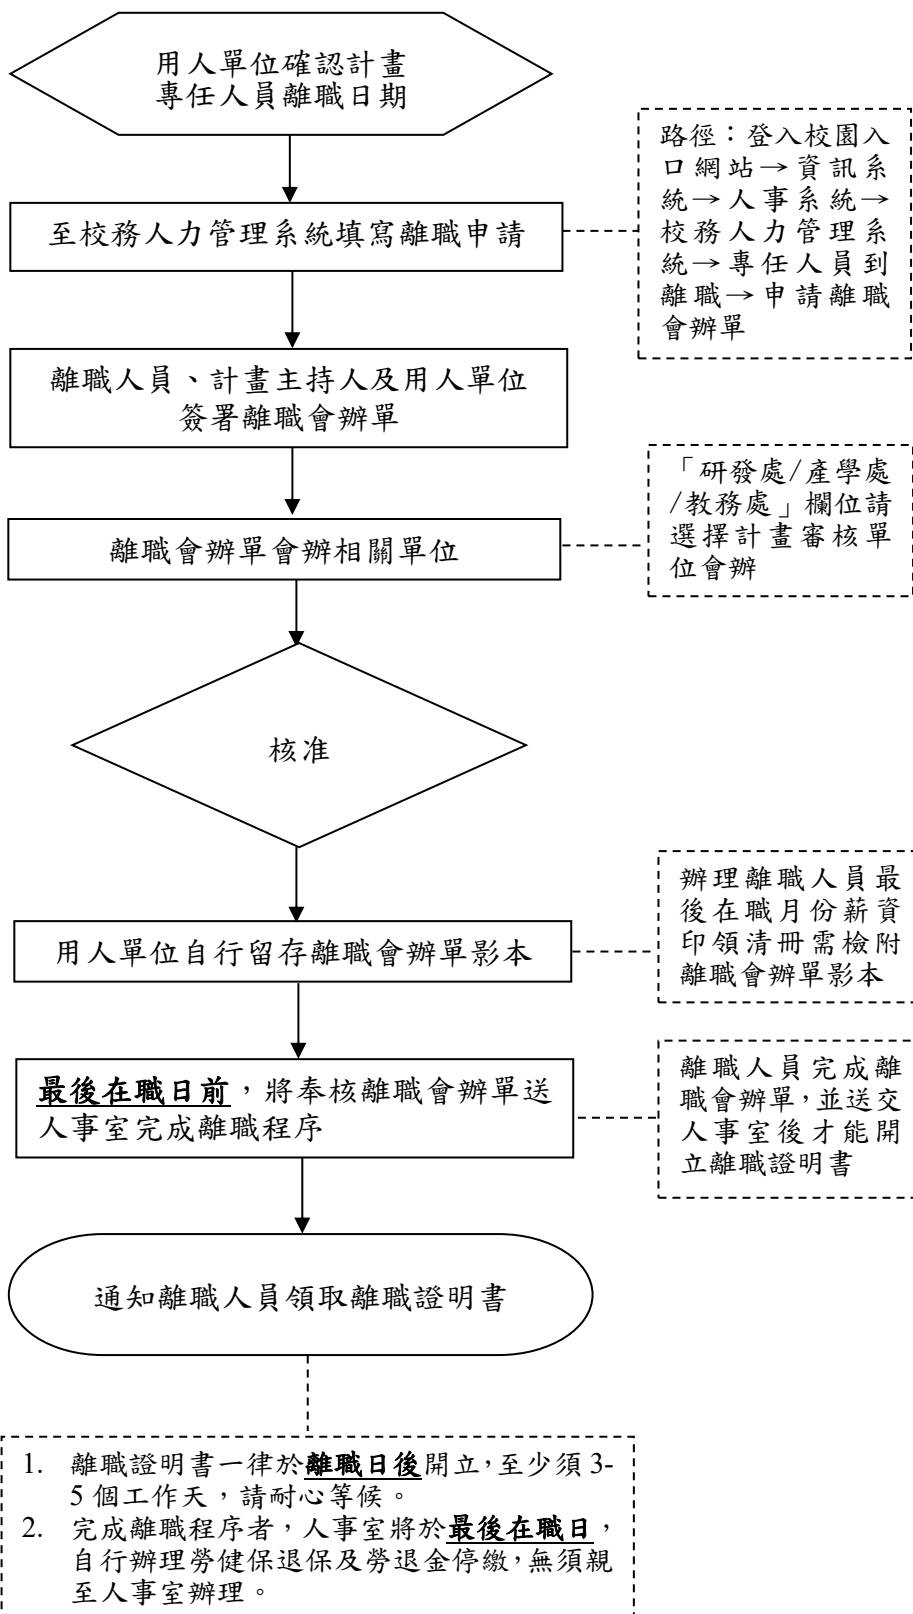 用人單位確認計畫
專任人員離職日期
路徑：登入校園入
口網站→資訊系
統→人事系統→
校務人力管理系
統→專任人員到
離職→申請離職
會辦單
至校務人力管理系統填寫離職申請
離職人員、計畫主持人及用人單位
簽署離職會辦單
「研發處/產學處
/教務處」欄位請
選擇計畫審核單
位會辦
離職會辦單會辦相關單位
核准
辦理離職人員最
後在職月份薪資
印領清冊需檢附
離職會辦單影本
用人單位自行留存離職會辦單影本
最後在職日前，將奉核離職會辦單送
人事室完成離職程序
離職人員完成離
職會辦單，並送交
人事室後才能開
立離職證明書
通知離職人員領取離職證明書
1. 離職證明書一律於離職日後開立，至少須 3-
5 個工作天，請耐心等候。
2. 完成離職程序者，人事室將於最後在職日，
自行辦理勞健保退保及勞退金停繳，無須親
至人事室辦理。